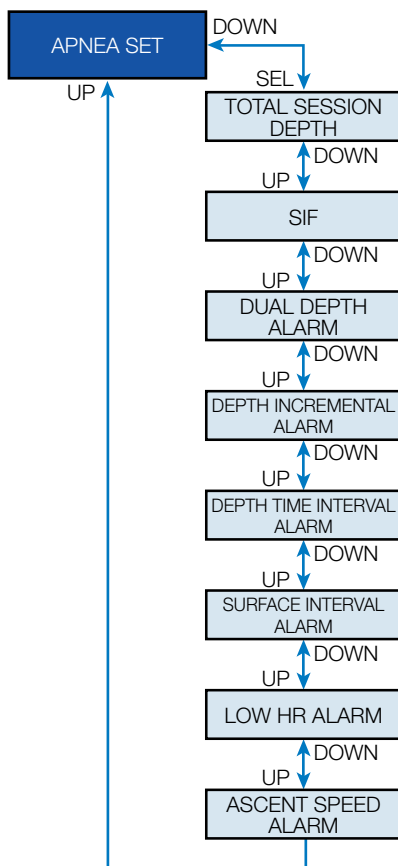 APNEA SET
DOWN
SEL
UP
TOTAL SESSION
DEPTH
DOWN
UP
SIF
DOWN
UP
DUAL DEPTH
ALARM
DOWN
UP
DEPTH INCREMENTAL
ALARM
DOWN
UP
DEPTH TIME INTERVAL
ALARM
DOWN
UP
SURFACE INTERVAL
ALARM
DOWN
UP
LOW HR ALARM
DOWN
UP
ASCENT SPEED
ALARM